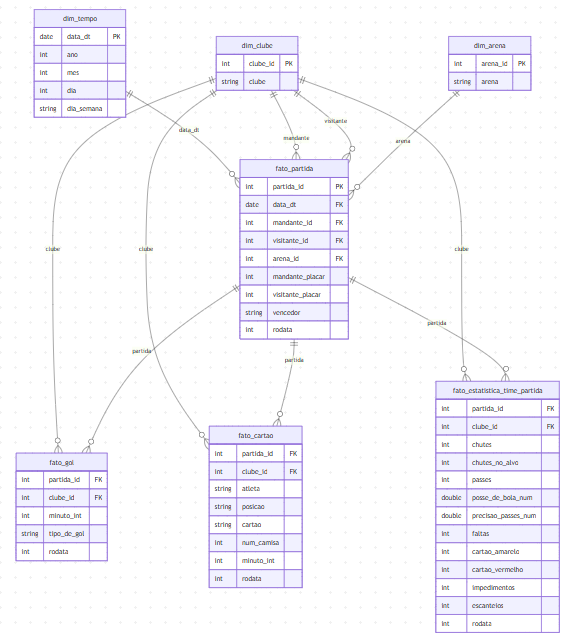 dim_tempo
date data_dt PK
int ano
int mes
int dia
string dia_semana
dim_clube
int clube_id PK
string clube
dim_arena
int arena_id PK
string arena
data_dt
mandante
visitante
arena
fato_partida
int partida_id PK
date data_dt FK
int mandante_id FK
int visitante_id FK
int arena_id FK
int mandante_placar
int visitante_placar
string vencedor
int rodata
clube
clube
clube
partida
partida
partida
fato_gol
int partida_id FK
int clube_id FK
int minuto_int
string tipo_de_gol
int rodata
fato_cartao
int partida_id FK
int clube_id FK
string atleta
string posicao
string cartao
int num_camisa
int minuto_int
int rodata
fato_estatistica_time_partida
int partida_id FK
int clube_id FK
int chutes
int chutes_no_alvo
int passes
double posse_de_bola_num
double precisao_passes_num
int faltas
int cartao_amarelo
int cartao_vermelho
int impedimentos
int escanteios
int rodata